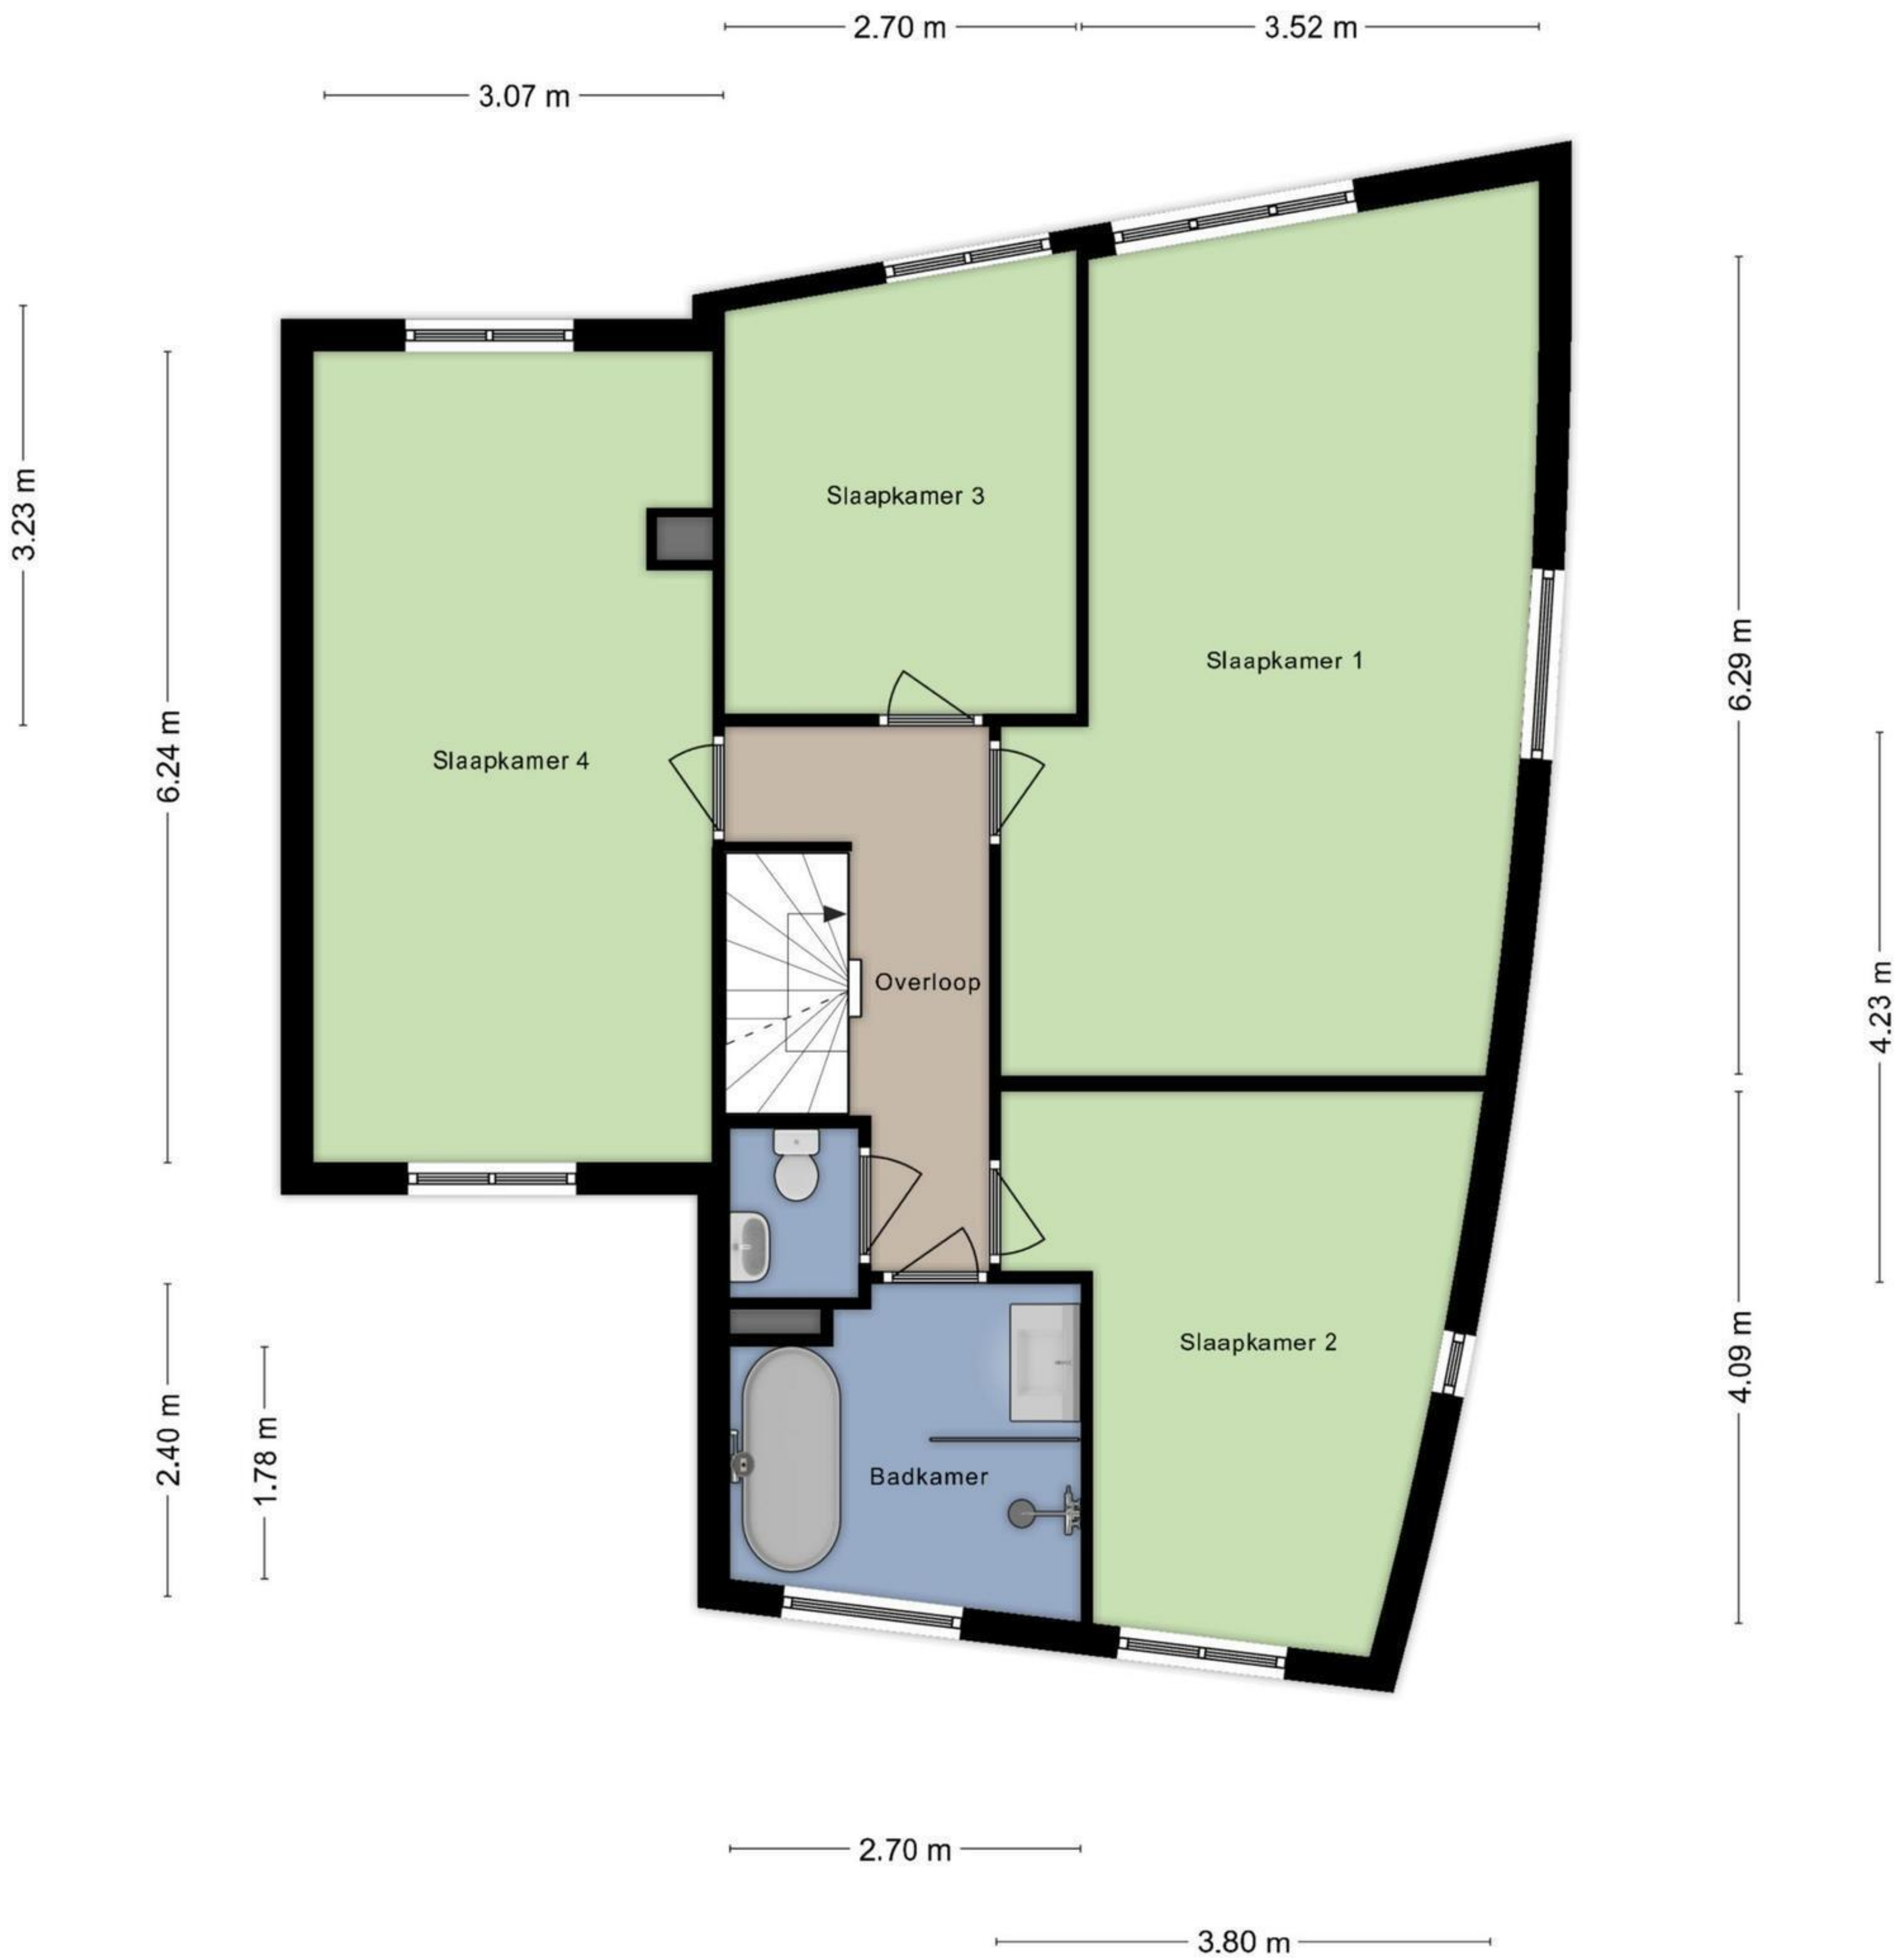 2.70 m
3.52 m
3.07 m
3.23 m
6.24 m
Slaapkamer 3
Slaapkamer 1
6.29 m
Slaapkamer 4
Overloop
4.23 m
Slaapkamer 2
4.09 m
2.40 m
1.78 m
Badkamer
2.70 m
3.80 m